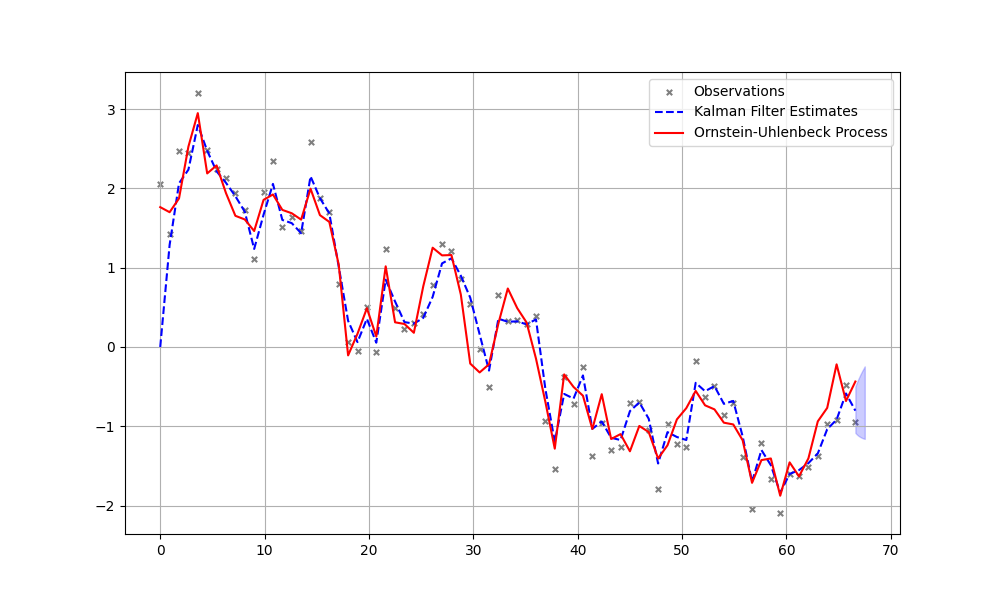 Observations
Kalman Filter Estimates
Ornstein-Uhlenbeck Process
3
2
1
0
−1
−2
0 10 20 30 40 50 60 70